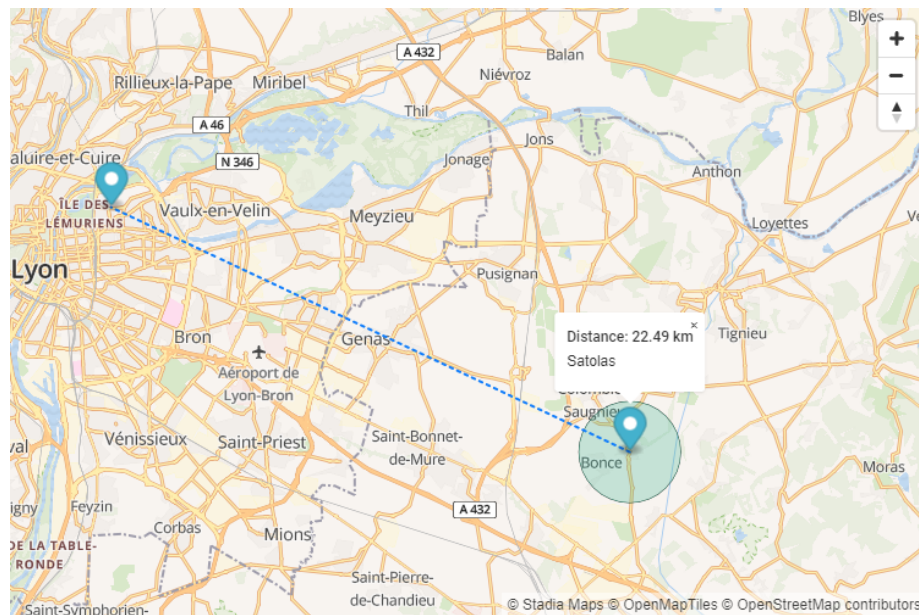 Blyes
A 432
Balan
Niévroz
Rillieux-la-Pape
Miribel
Thil
A 46
Jons
aluire-et-Cuire
N 346
Jonage
Anthon
ÎLE DES
LÉMURIENS
Vaulx-en-Velin
Meyzieu
Loyettes
Lyon
Pusignan
Bron
Genas
Tignieu
Distance: 22.49 km
×
Satolas
Aéroport de
Lyon-Bron
Saugnieu
Vénissieux
Saint-Priest
Saint-Bonnet-
de-Mure
Bonce
Moras
val
igny
Feyzin
A 432
Corbas
Mions
DE LA TABLE-
RONDE
Saint-Pierre-
de-Chandieu
Saint-Symphorien-
© Stadia Maps © OpenMapTiles © OpenStreetMap contributors